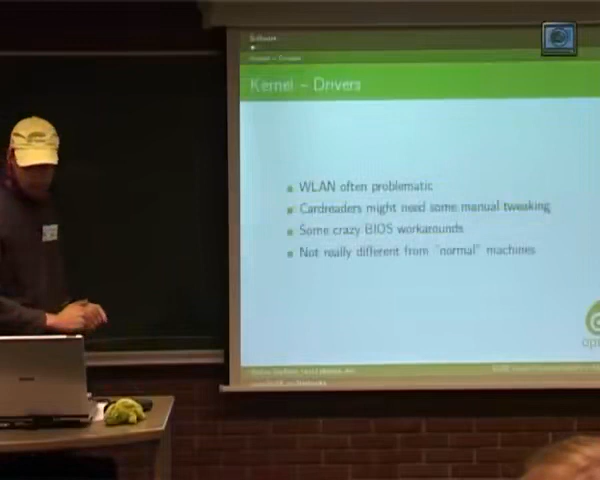 Software
Kernel – Drivers
WLAN often problematic
Cardreaders might need some manual tweaking
Some crazy BIOS workarounds
Not really different from "normal" machines